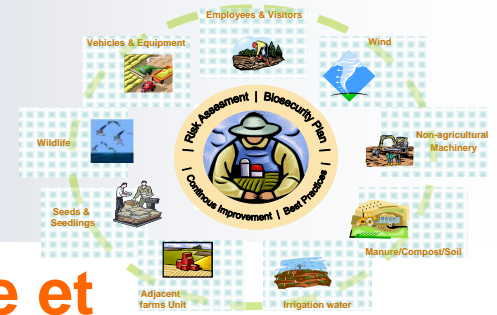 Employees & Visitors
Vehicles & Equipment
Wind
| Risk Assesment | Biosecurity Plan |
| Continous Improvement | Best Practices |
Wildlife
Non-agricultural
Machinery
Seeds &
Seedlings
Manure/Compost/Soil
Adjacent
farms Unit
Irrigation water
e et